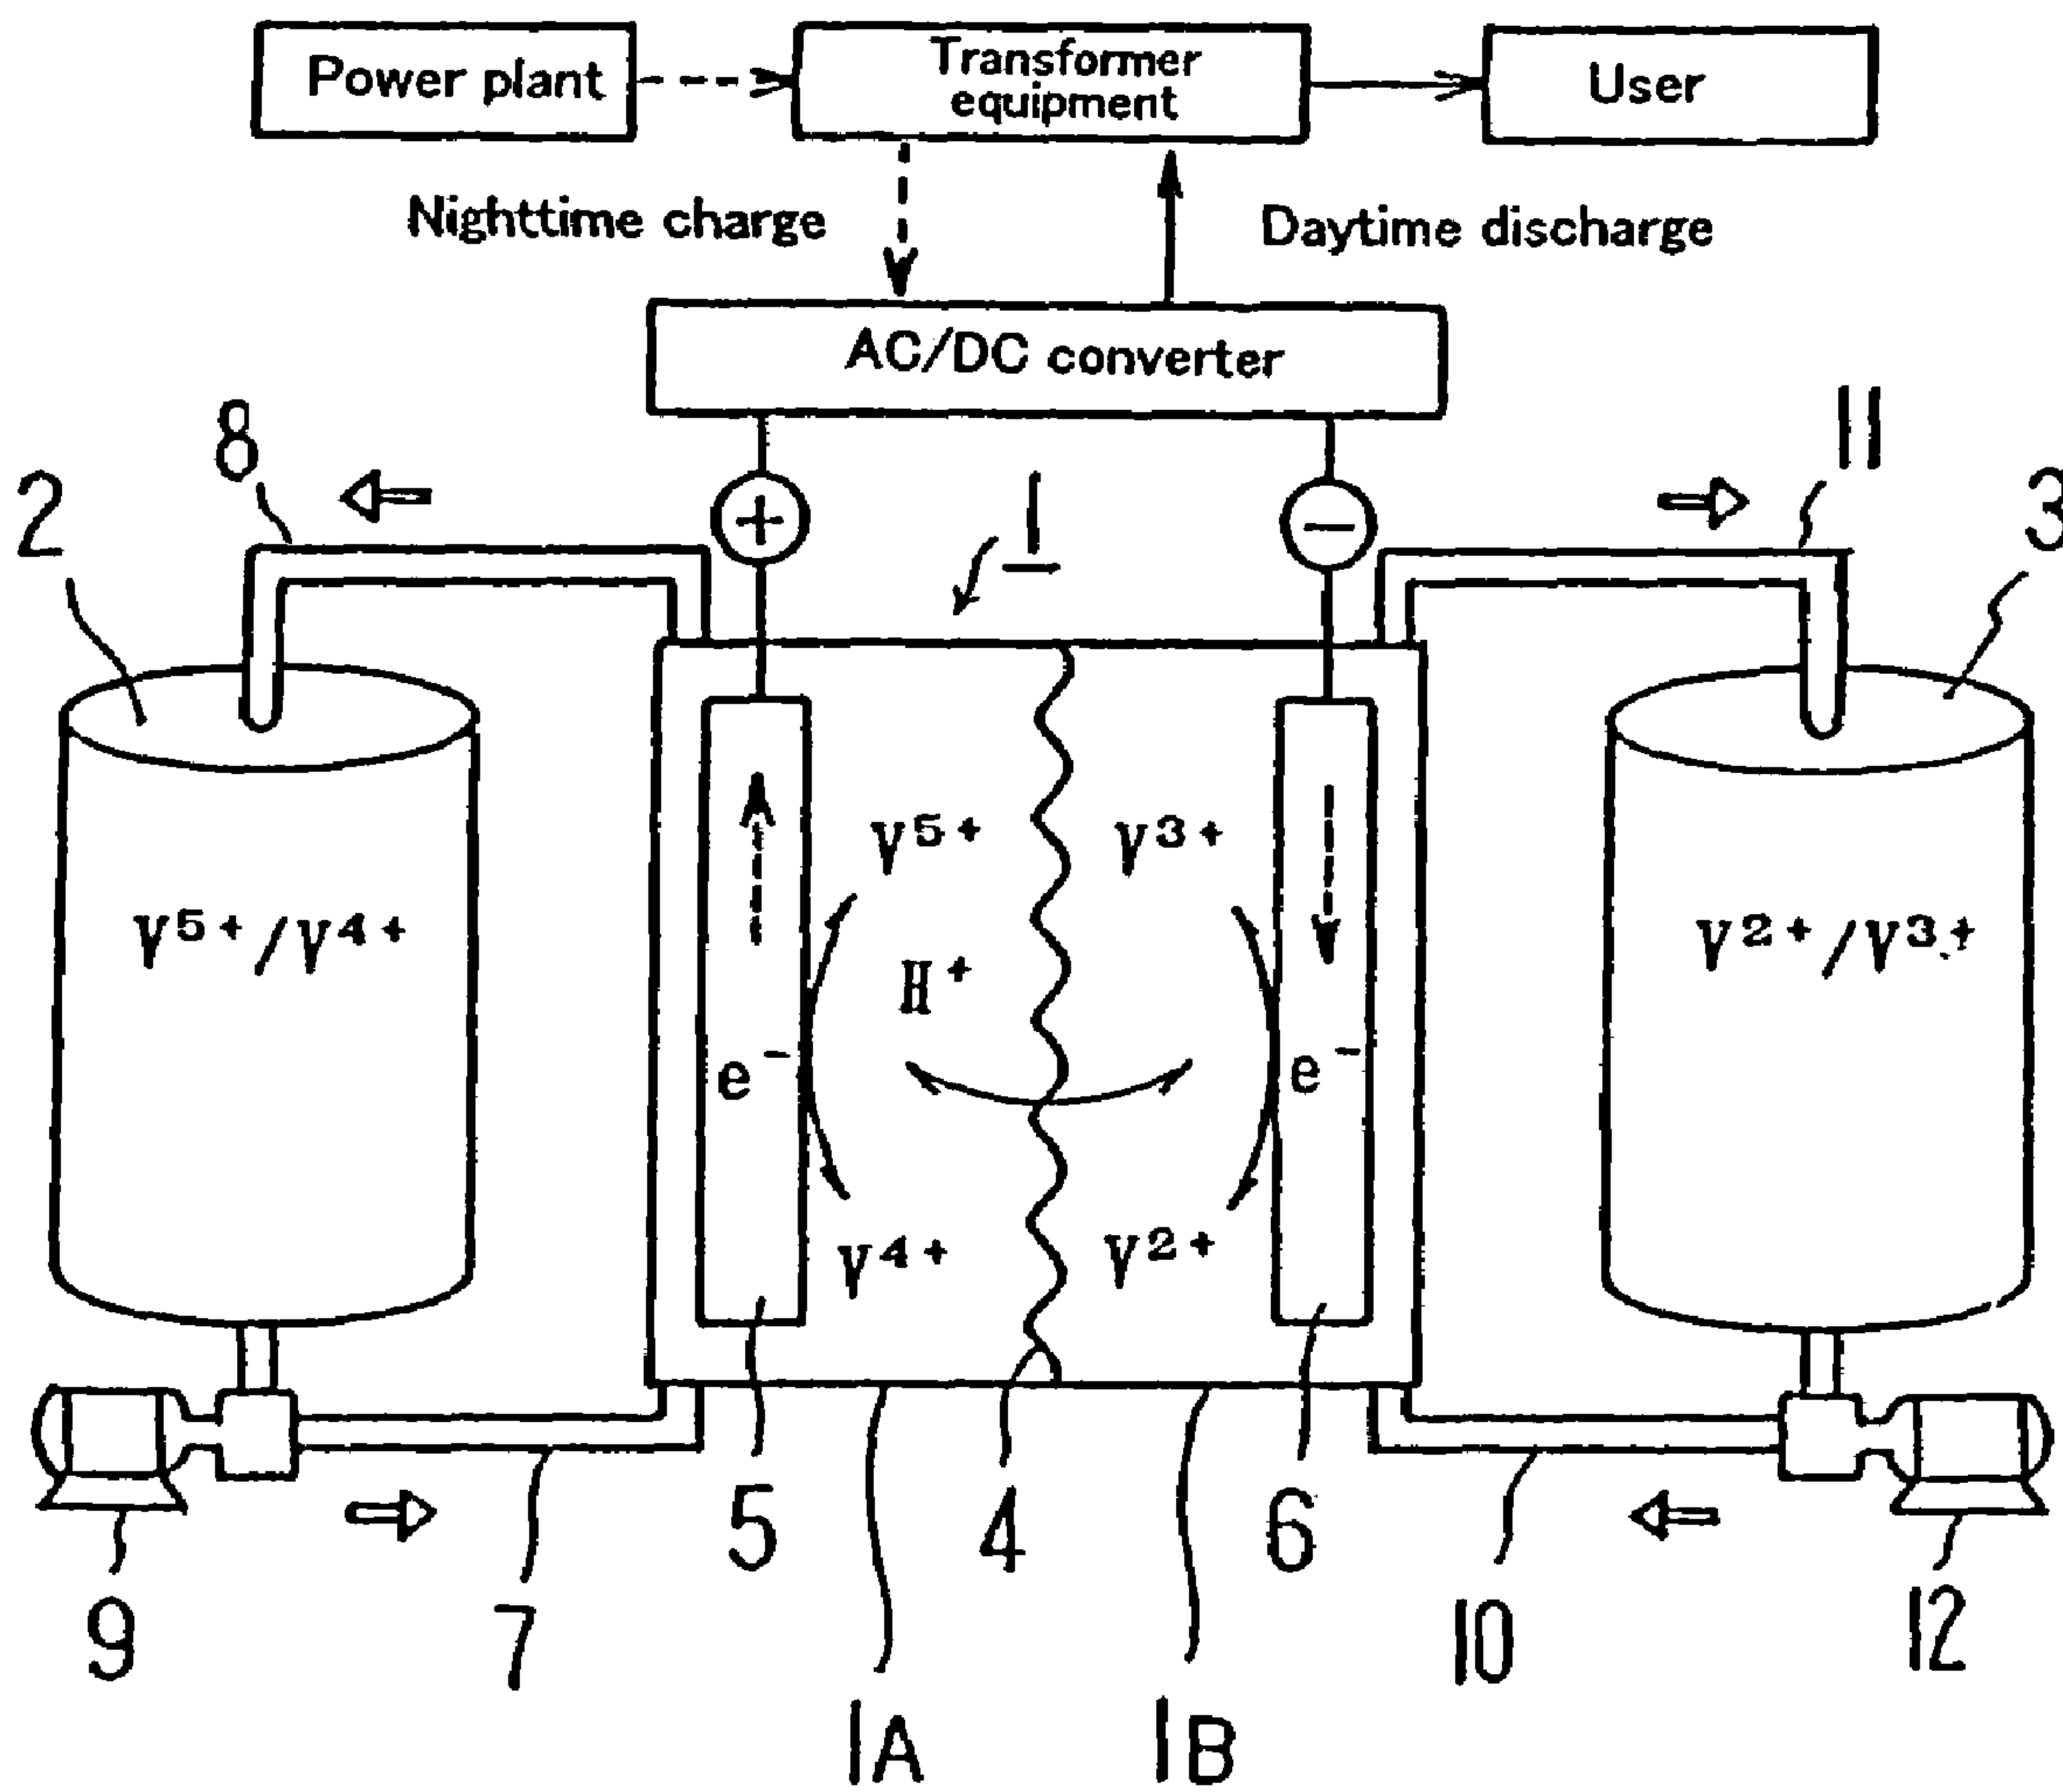 Power plant
Transformer
equipment
User
Nighttime charge
Daytime discharge
AC/DC converter
8
11
2
1
3
+
−
V5+
V3+
V5+/V4+
V2+/V3+
H+
e−
e−
V4+
V2+
5
4
6
9
7
10
12
1A
1B